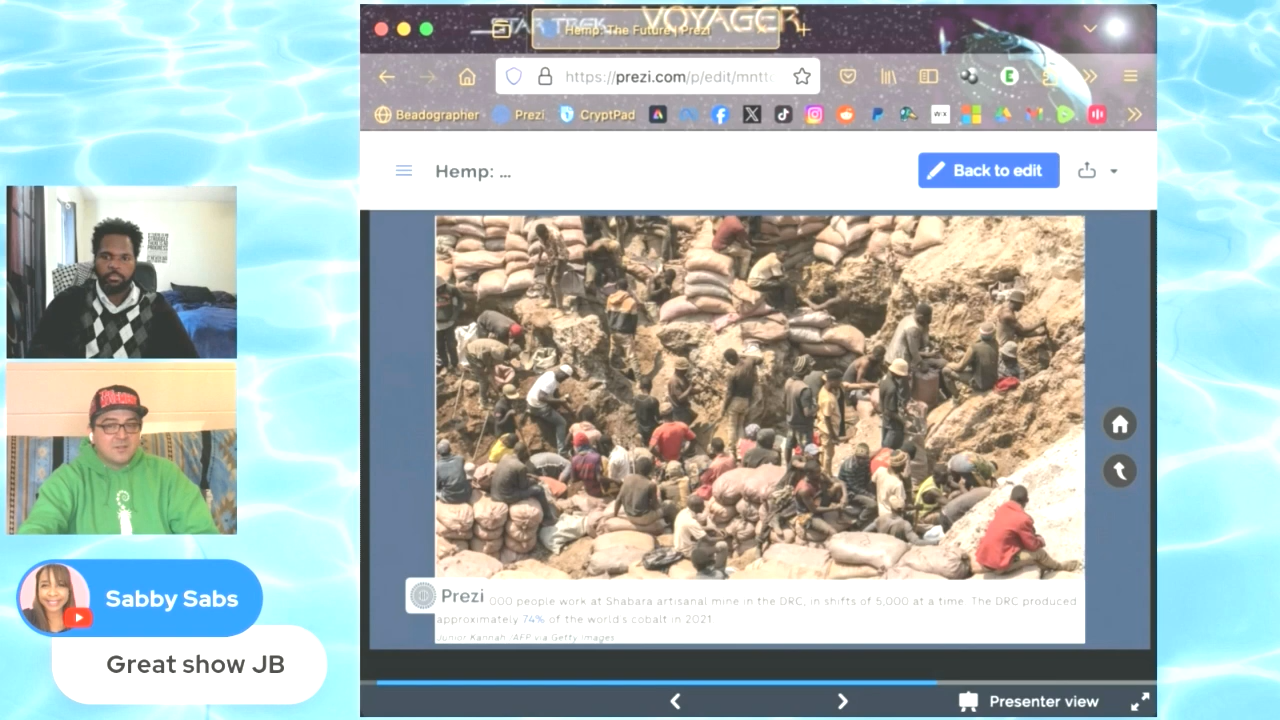 STAR TREK VOYAGER
Hemp: The Future | Prezi
https://prezi.com/p/edit/mntt
Beadographer Prezi CryptPad
Hemp: ...
Back to edit
Prezi
000 people work at Shabara artisanal mine in the DRC, in shifts of 5,000 at a time. The DRC produced
approximately 74% of the world's cobalt in 2021
Junior Kannah /AFP via Getty Images
Presenter view
Sabby Sabs
Great show JB